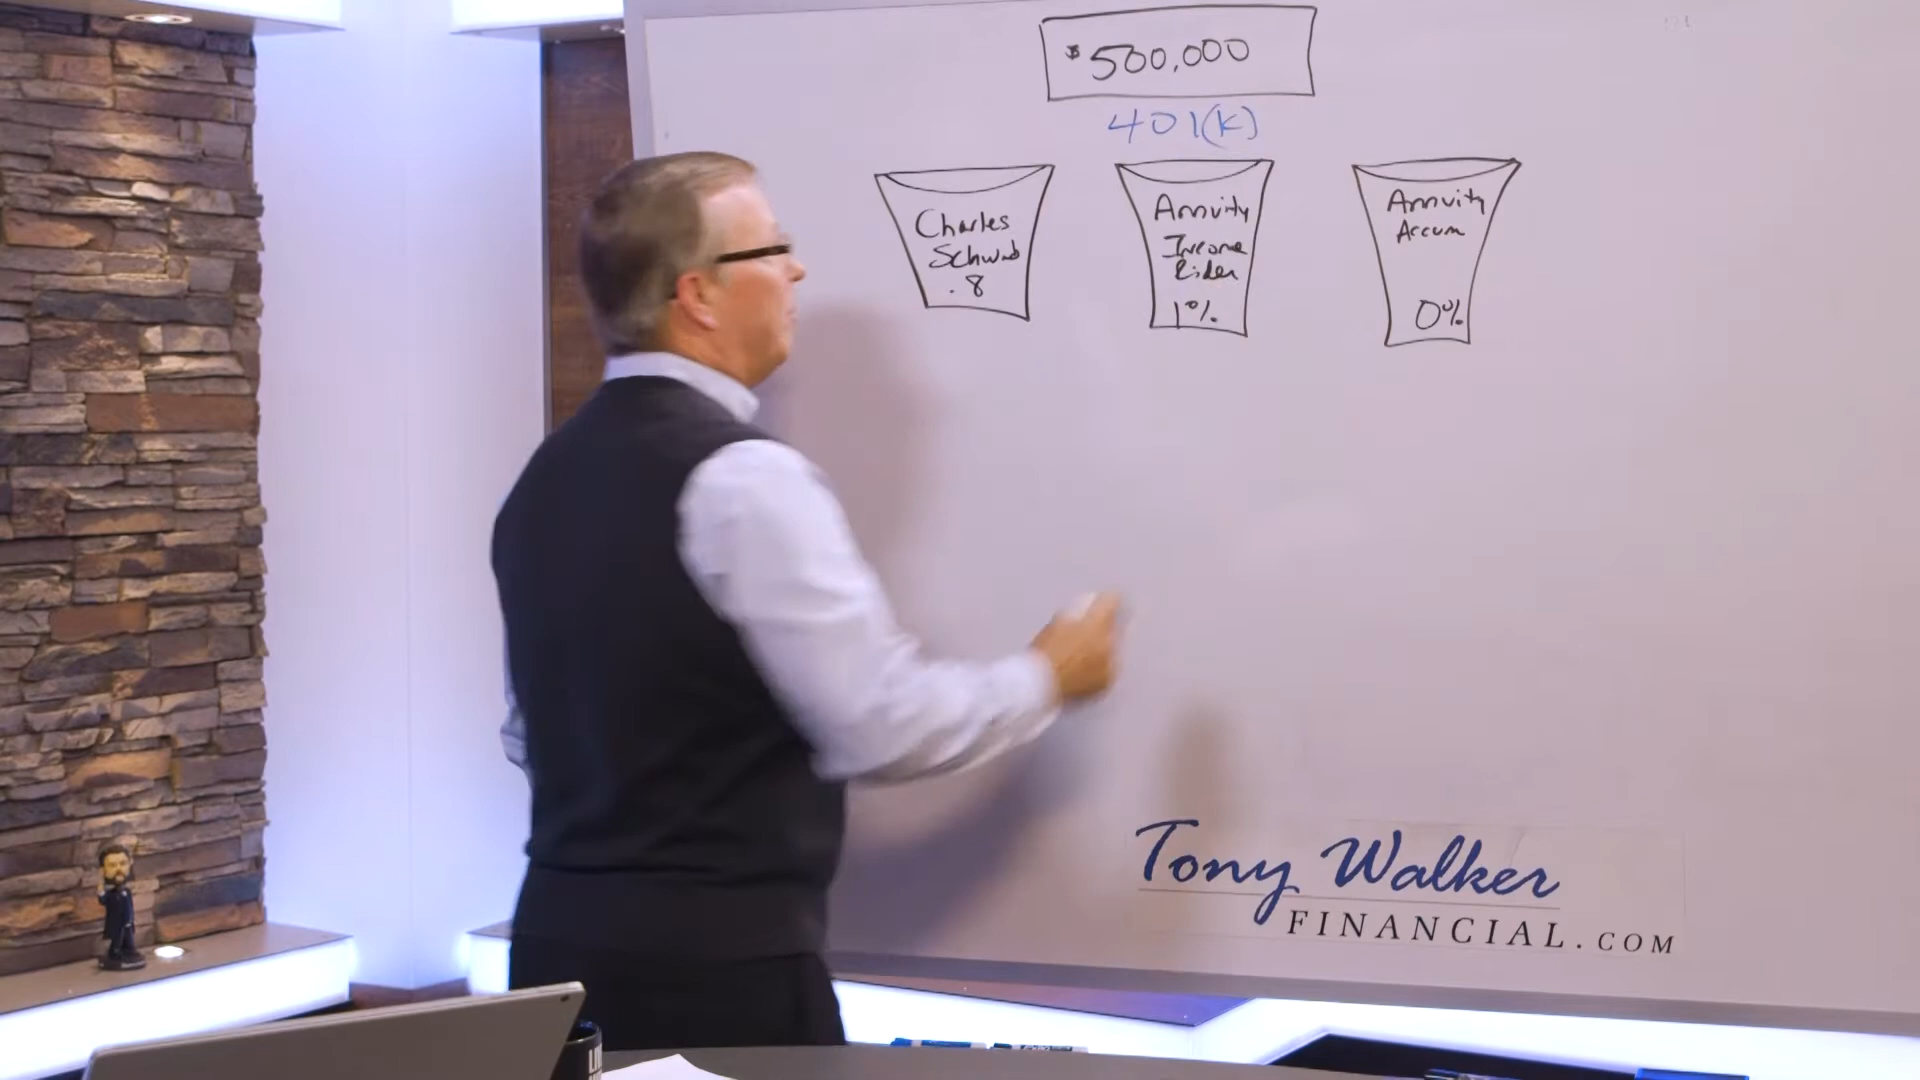 $500,000
401(K)
Charles
Schwab
.8
Annuity
Income
Rider
1%
Annuity
Accum
0%
Tony Walker
FINANCIAL.COM